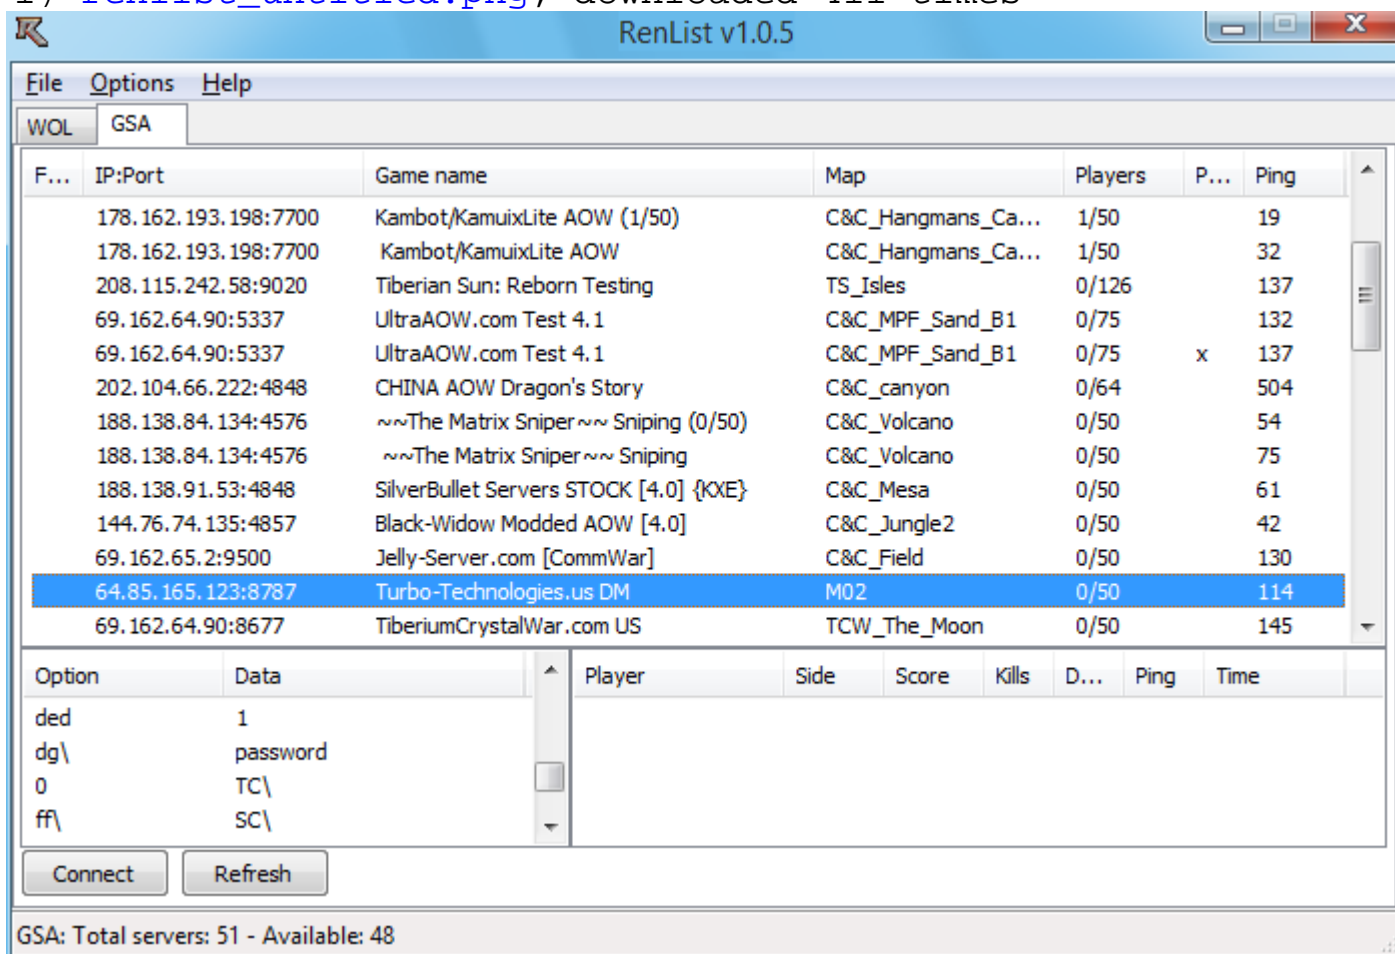 1) renlist_untitled.png, downloaded 411 times
RenList v1.0.5
File Options Help
WOL GSA
F... IP:Port Game name Map Players P... Ping
178.162.193.198:7700 Kambot/KamuixLite AOW (1/50) C&C_Hangmans_Ca... 1/50 19
178.162.193.198:7700 Kambot/KamuixLite AOW C&C_Hangmans_Ca... 1/50 32
208.115.242.58:9020 Tiberian Sun: Reborn Testing TS_Isles 0/126 137
69.162.64.90:5337 UltraAOW.com Test 4.1 C&C_MPF_Sand_B1 0/75 132
69.162.64.90:5337 UltraAOW.com Test 4.1 C&C_MPF_Sand_B1 0/75 x 137
202.104.66.222:4848 CHINA AOW Dragon's Story C&C_canyon 0/64 504
188.138.84.134:4576 ~~The Matrix Sniper~~ Sniping (0/50) C&C_Volcano 0/50 54
188.138.84.134:4576 ~~The Matrix Sniper~~ Sniping C&C_Volcano 0/50 75
188.138.91.53:4848 SilverBullet Servers STOCK [4.0] {KXE} C&C_Mesa 0/50 61
144.76.74.135:4857 Black-Widow Modded AOW [4.0] C&C_Jungle2 0/50 42
69.162.65.2:9500 Jelly-Server.com [CommWar] C&C_Field 0/50 130
64.85.165.123:8787 Turbo-Technologies.us DM M02 0/50 114
69.162.64.90:8677 TiberiumCrystalWar.com US TCW_The_Moon 0/50 145
Option Data Player Side Score Kills D... Ping Time
ded 1
dg\ password
0 TC\
ff\ SC\
Connect Refresh
GSA: Total servers: 51 - Available: 48